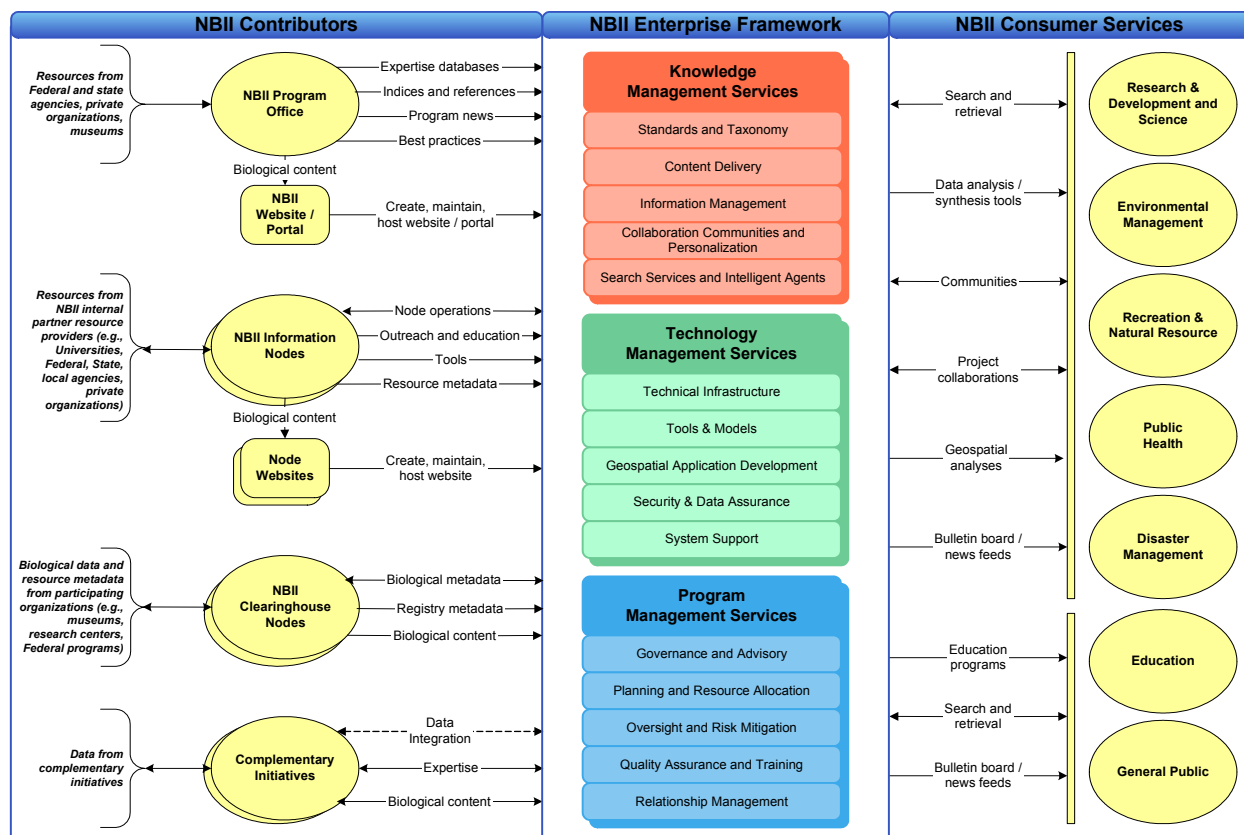 NBII Contributors
NBII Enterprise Framework
NBII Consumer Services
Resources from
Federal and state
agencies, private
organizations,
museums
NBII Program
Office
Expertise databases
Indices and references
Program news
Best practices
Biological content
NBII
Website /
Portal
Create, maintain,
host website / portal
Resources from
NBII internal
partner resource
providers (e.g.,
Universities,
Federal, State,
local agencies,
private
organizations)
NBII Information
Nodes
Node operations
Outreach and education
Tools
Resource metadata
Biological content
Node
Websites
Create, maintain,
host website
Biological data and
resource metadata
from participating
organizations (e.g.,
museums,
research centers,
Federal programs)
NBII
Clearinghouse
Nodes
Biological metadata
Registry metadata
Biological content
Data from
complementary
initiatives
Complementary
Initiatives
Data
Integration
Expertise
Biological content
Knowledge
Management Services
Standards and Taxonomy
Content Delivery
Information Management
Collaboration Communities and
Personalization
Search Services and Intelligent Agents
Technology
Management Services
Technical Infrastructure
Tools & Models
Geospatial Application Development
Security & Data Assurance
System Support
Program
Management Services
Governance and Advisory
Planning and Resource Allocation
Oversight and Risk Mitigation
Quality Assurance and Training
Relationship Management
Search and
retrieval
Data analysis /
synthesis tools
Communities
Project
collaborations
Geospatial
analyses
Bulletin board /
news feeds
Education
programs
Search and
retrieval
Bulletin board /
news feeds
Research &
Development and
Science
Environmental
Management
Recreation &
Natural Resource
Public
Health
Disaster
Management
Education
General Public